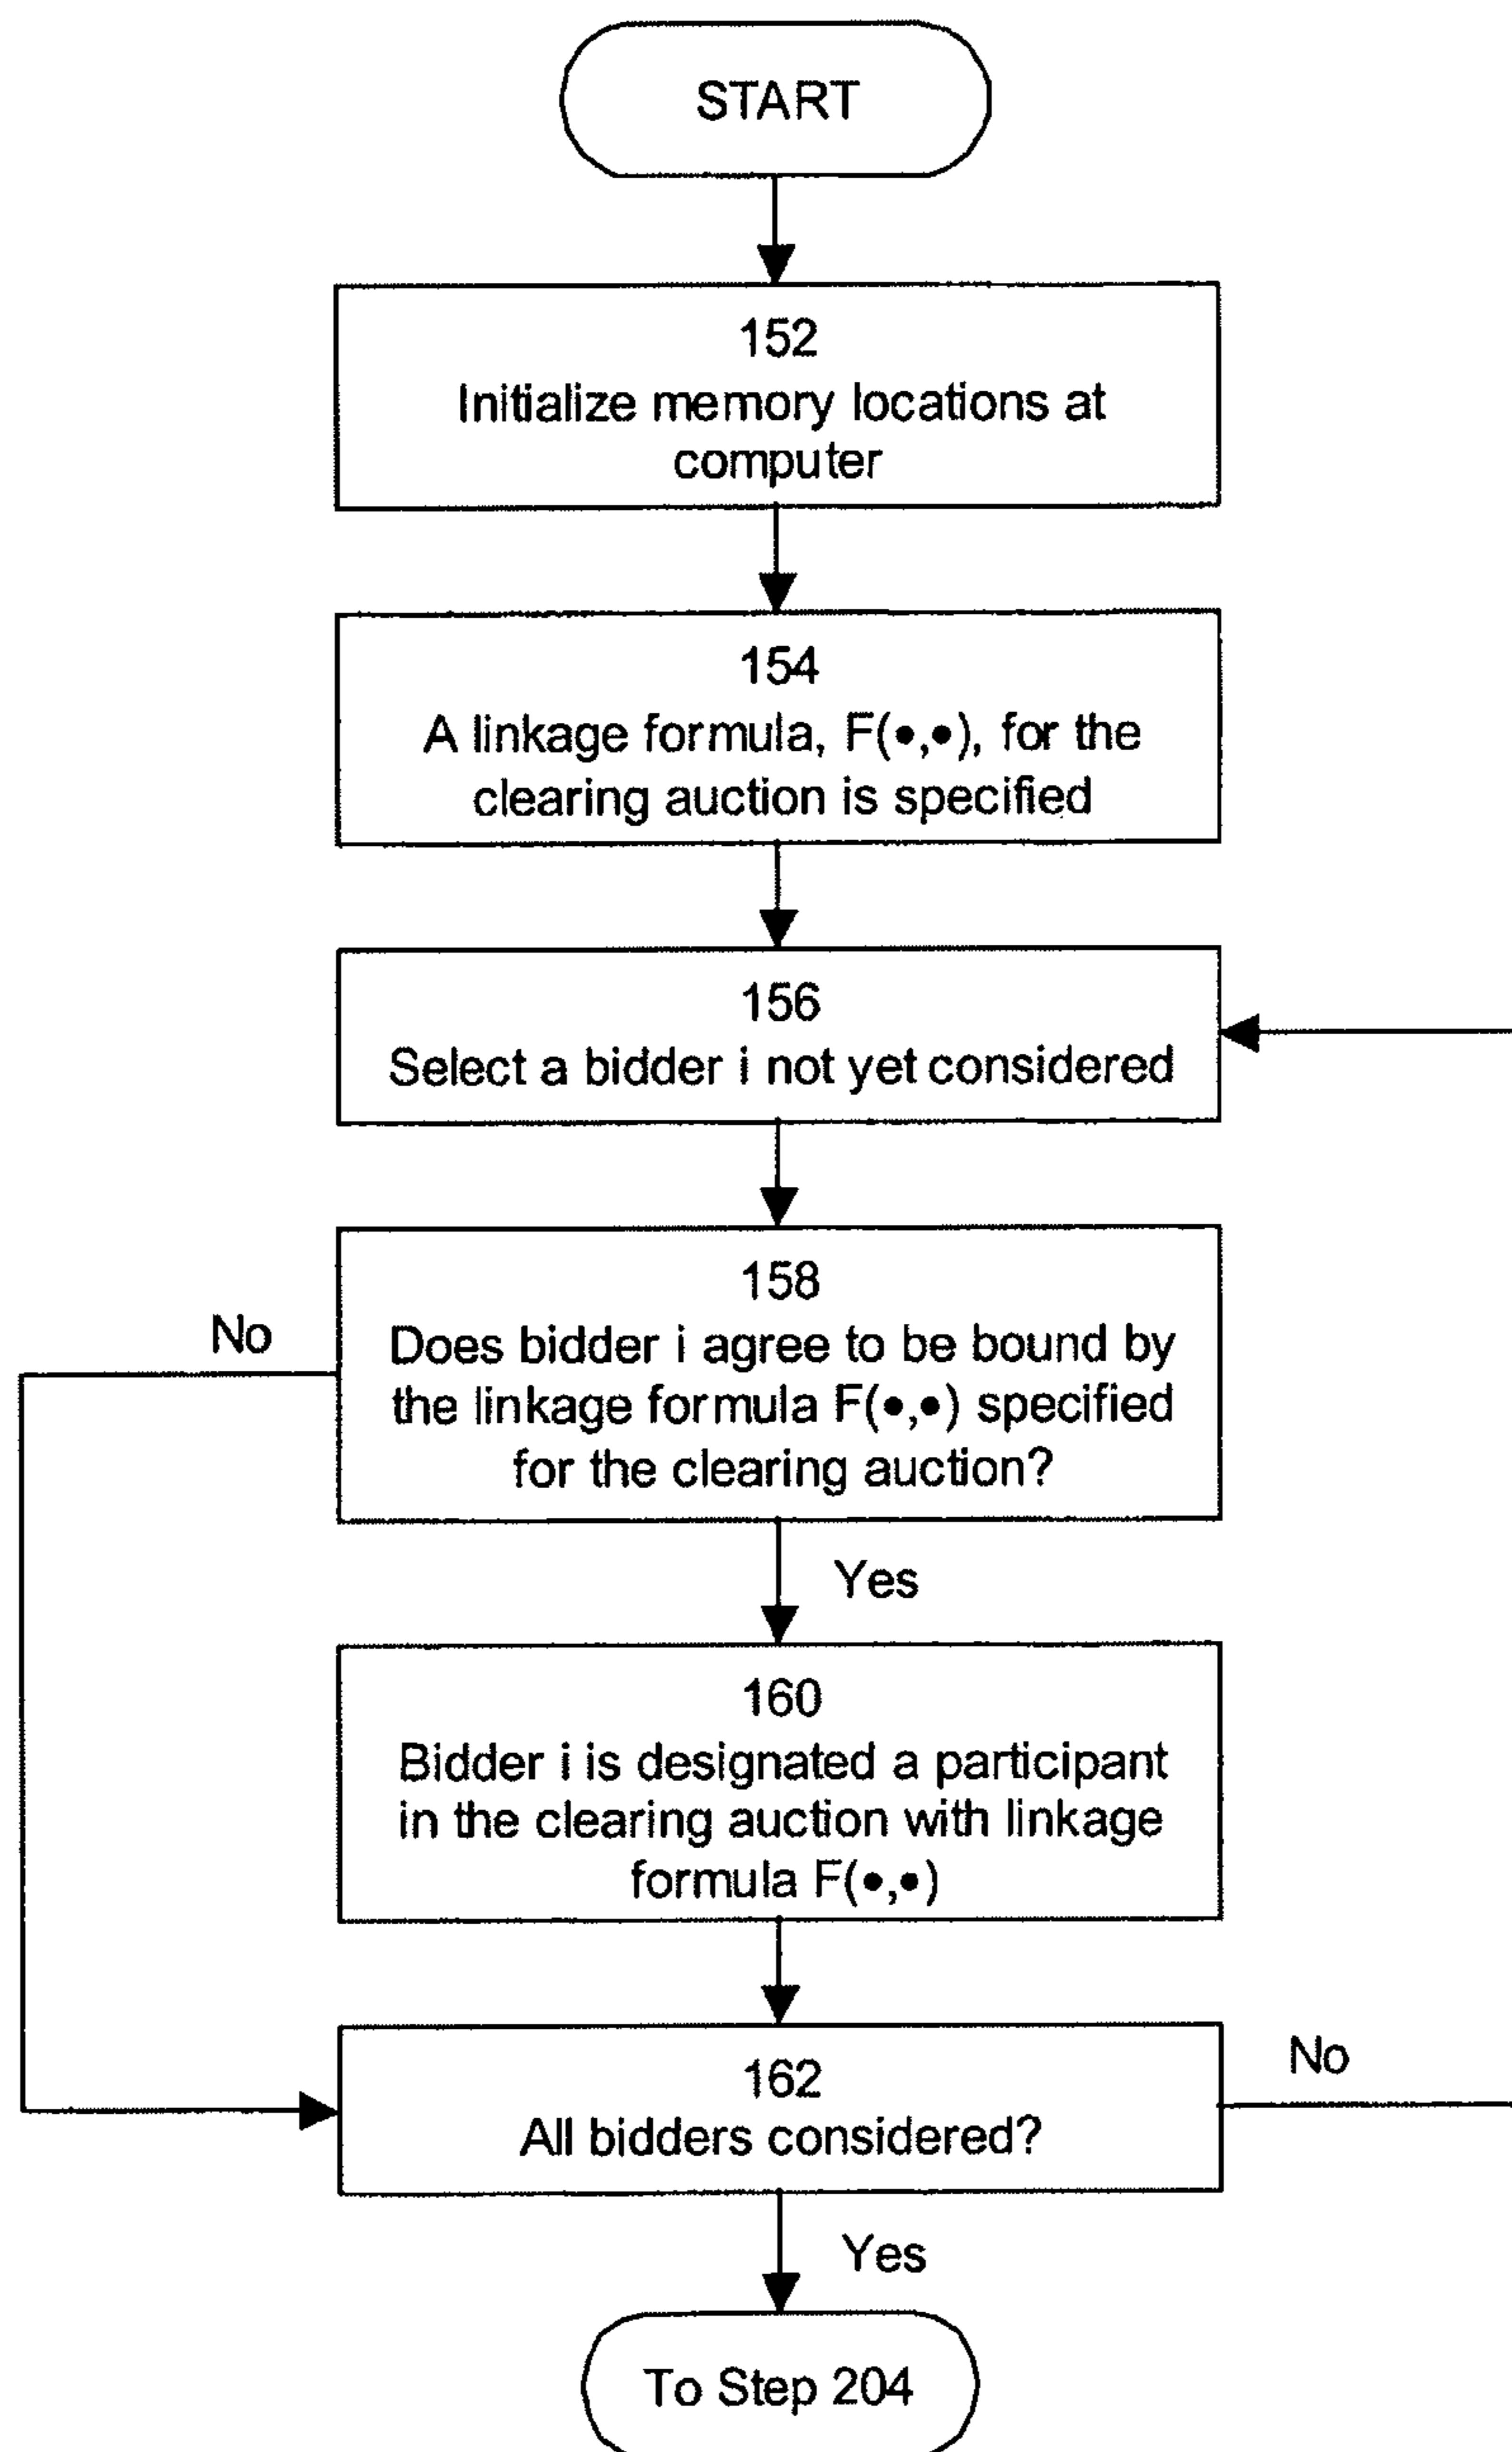 START
152
Initialize memory locations at
computer
154
A linkage formula, F(•,•), for the
clearing auction is specified
156
Select a bidder i not yet considered
158
No
Does bidder i agree to be bound by
the linkage formula F(•,•) specified
for the clearing auction?
Yes
160
Bidder i is designated a participant
in the clearing auction with linkage
formula F(•,•)
162
No
All bidders considered?
Yes
To Step 204